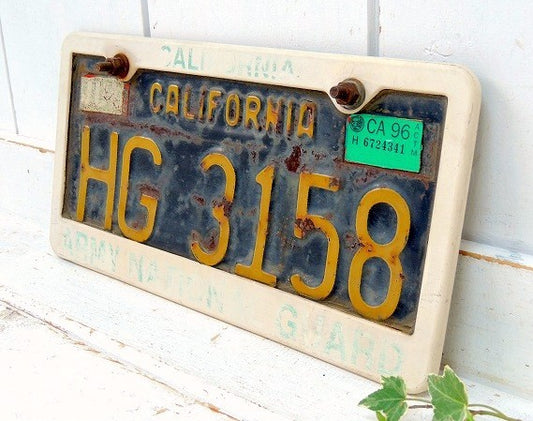 CALIFORNIA
CALIFORNIA
CA 96
H 6724341
HG 3158
ARMY NATIONAL GUARD